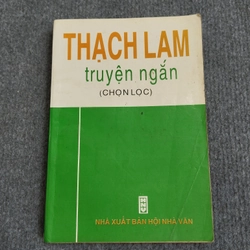 THẠCH LAM
truyện ngắn
(CHỌN LỌC)
NHÀ XUẤT BẢN HỘI NHÀ VĂN